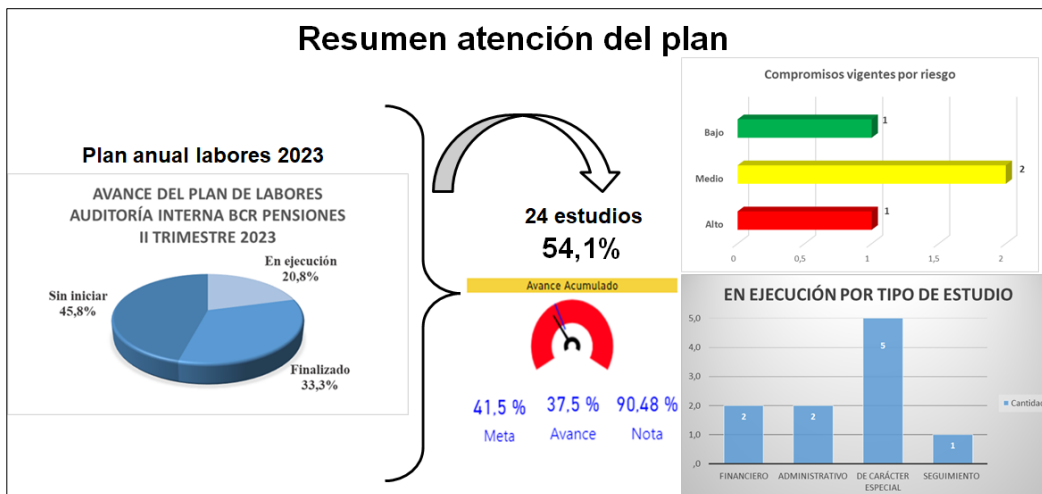 Resumen atención del plan
Plan anual labores 2023
AVANCE DEL PLAN DE LABORES
AUDITORÍA INTERNA BCR PENSIONES
II TRIMESTRE 2023
En ejecución
20,8%
Sin iniciar
45,8%
Finalizado
33,3%
24 estudios
54,1%
Avance Acumulado
41,5 % 37,5 % 90,48 %
Meta Avance Nota
Compromisos vigentes por riesgo
Bajo 1
Medio 2
Alto 1
0 0,5 1 1,5 2
EN EJECUCIÓN POR TIPO DE ESTUDIO
5,0
4,0
3,0
2,0
1,0
,0
2 2 5 1
FINANCIERO ADMINISTRATIVO DE CARÁCTER ESPECIAL SEGUIMIENTO
Cantidad